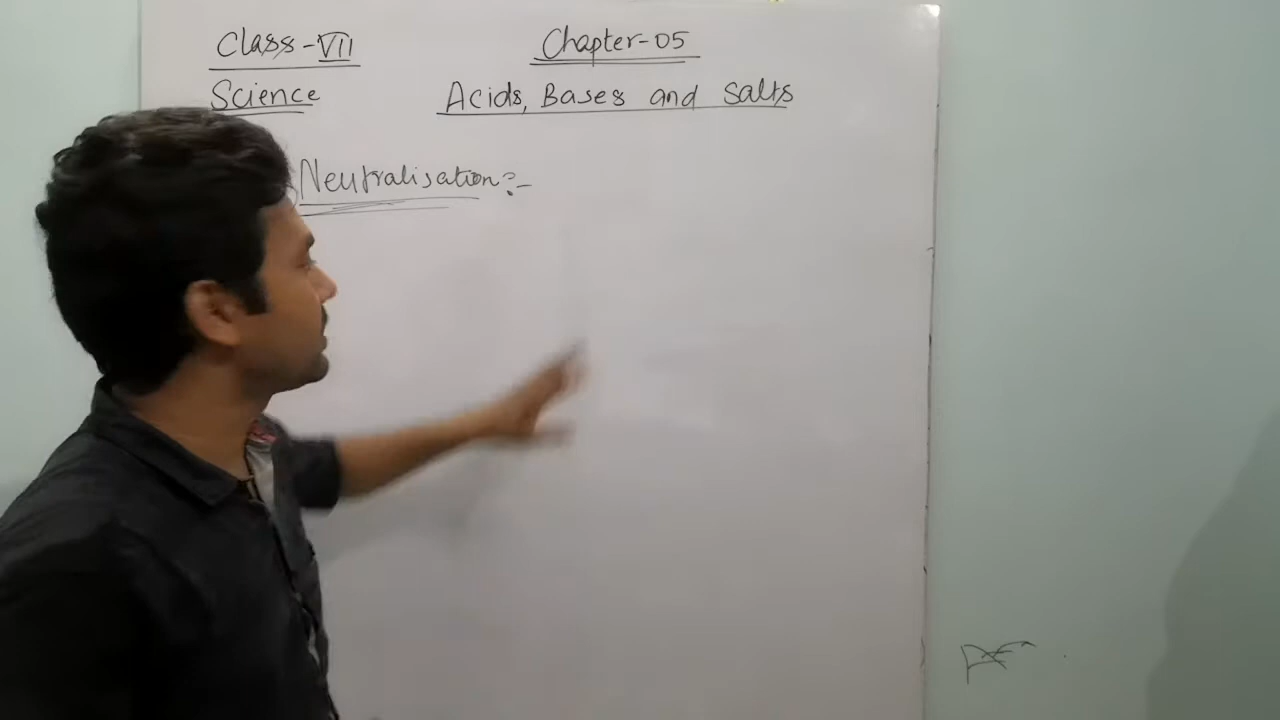 Class-VII
Chapter-05
Science
Acids, Bases and Salts
Neutralisation:-